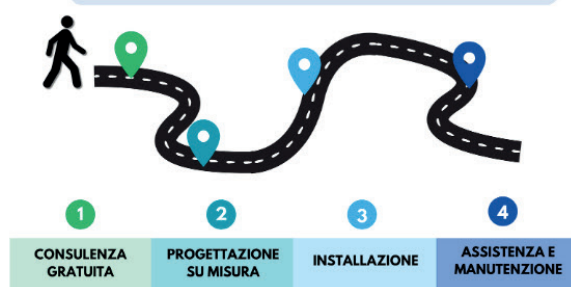 1
2
3
4
CONSULENZA
GRATUITA
PROGETTAZIONE
SU MISURA
INSTALLAZIONE
ASSISTENZA E
MANUTENZIONE